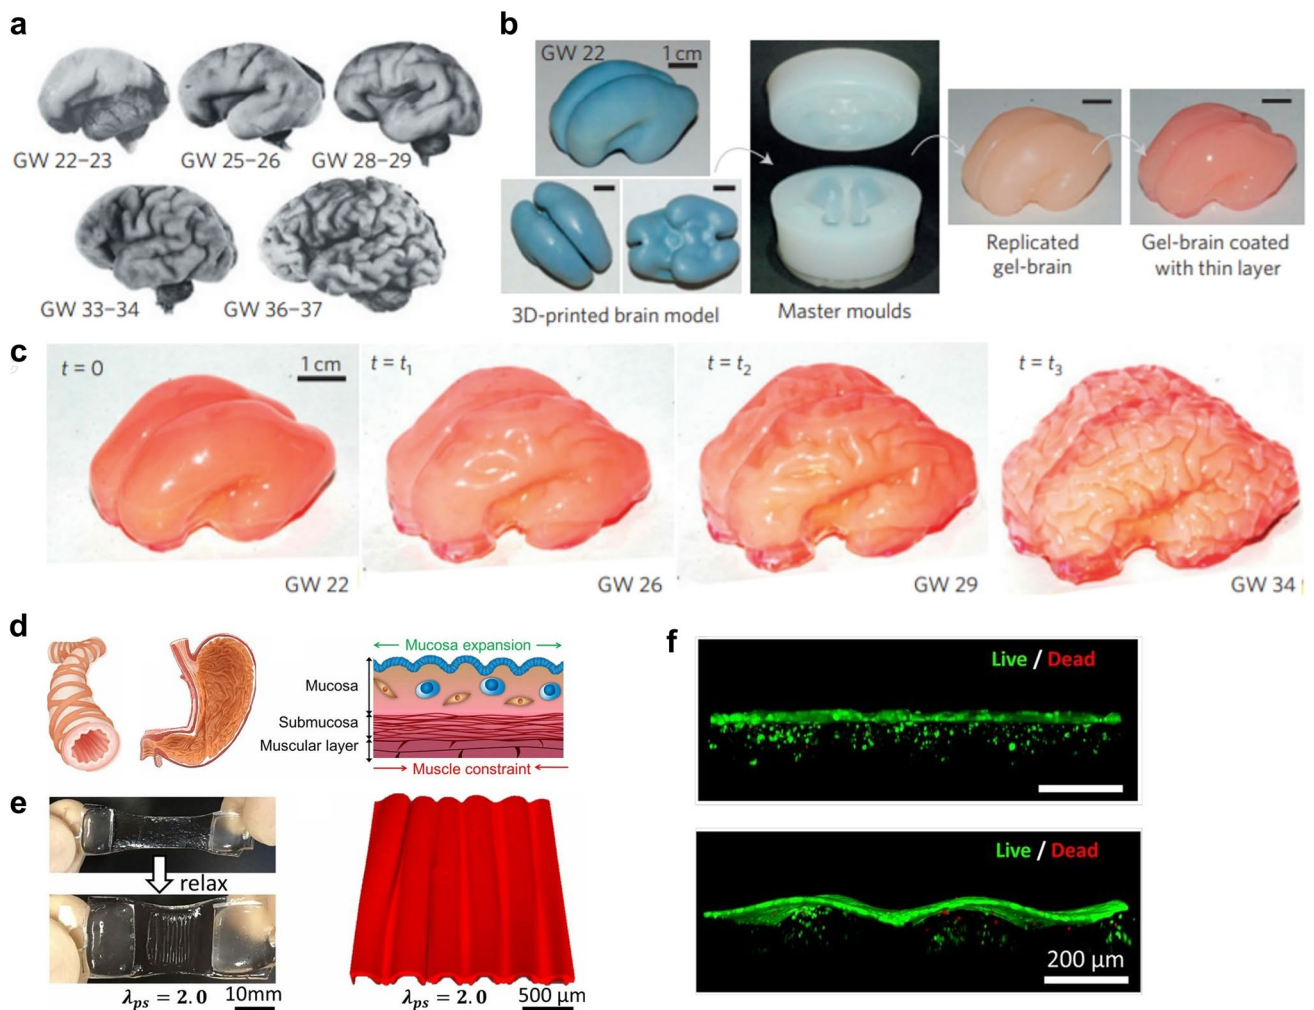 a
GW 22–23
GW 25–26
GW 28–29
GW 33–34
GW 36–37
b
GW 22
1 cm
3D-printed brain model
Master moulds
Replicated
gel-brain
Gel-brain coated
with thin layer
c
t = 0
1 cm
GW 22
t = t₁
GW 26
t = t₂
GW 29
t = t₃
GW 34
d
Mucosa expansion
Mucosa
Submucosa
Muscular layer
Muscle constraint
e
relax
λps = 2.0
10mm
λps = 2.0
500 μm
f
Live / Dead
Live / Dead
200 μm